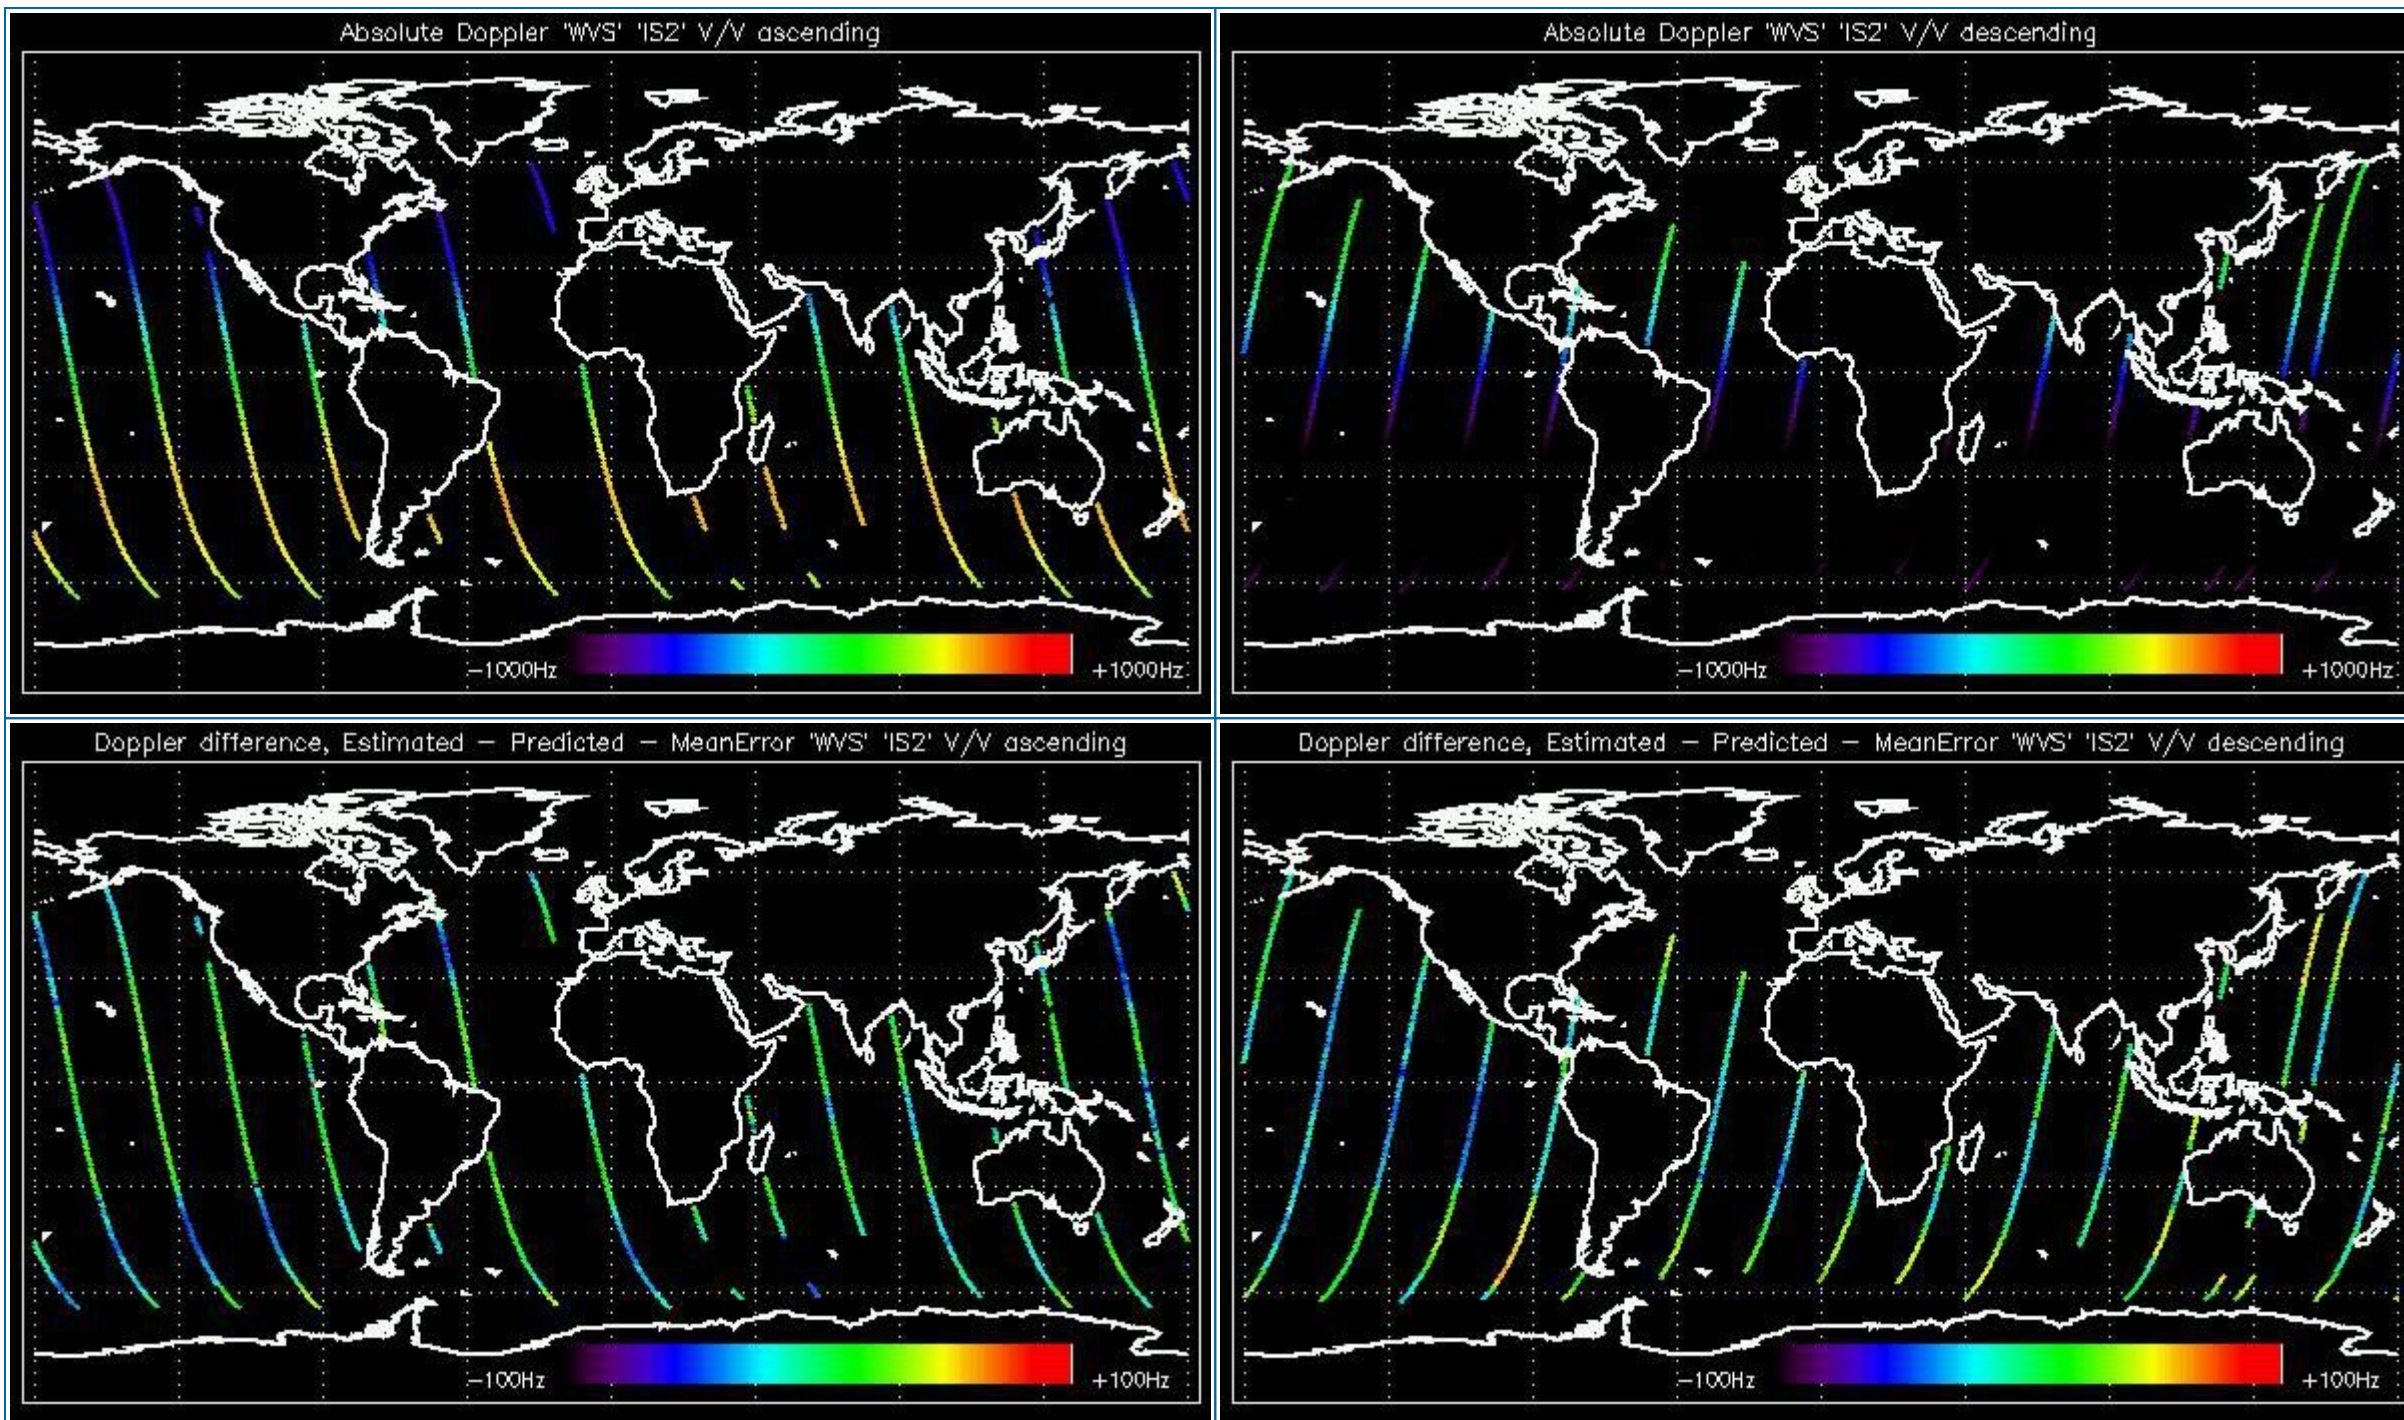 Absolute Doppler 'WVS' 'IS2' V/V ascending
-1000Hz
+1000Hz
Absolute Doppler 'WVS' 'IS2' V/V descending
-1000Hz
+1000Hz
Doppler difference, Estimated - Predicted - MeanError 'WVS' 'IS2' V/V ascending
-100Hz
+100Hz
Doppler difference, Estimated - Predicted - MeanError 'WVS' 'IS2' V/V descending
-100Hz
+100Hz